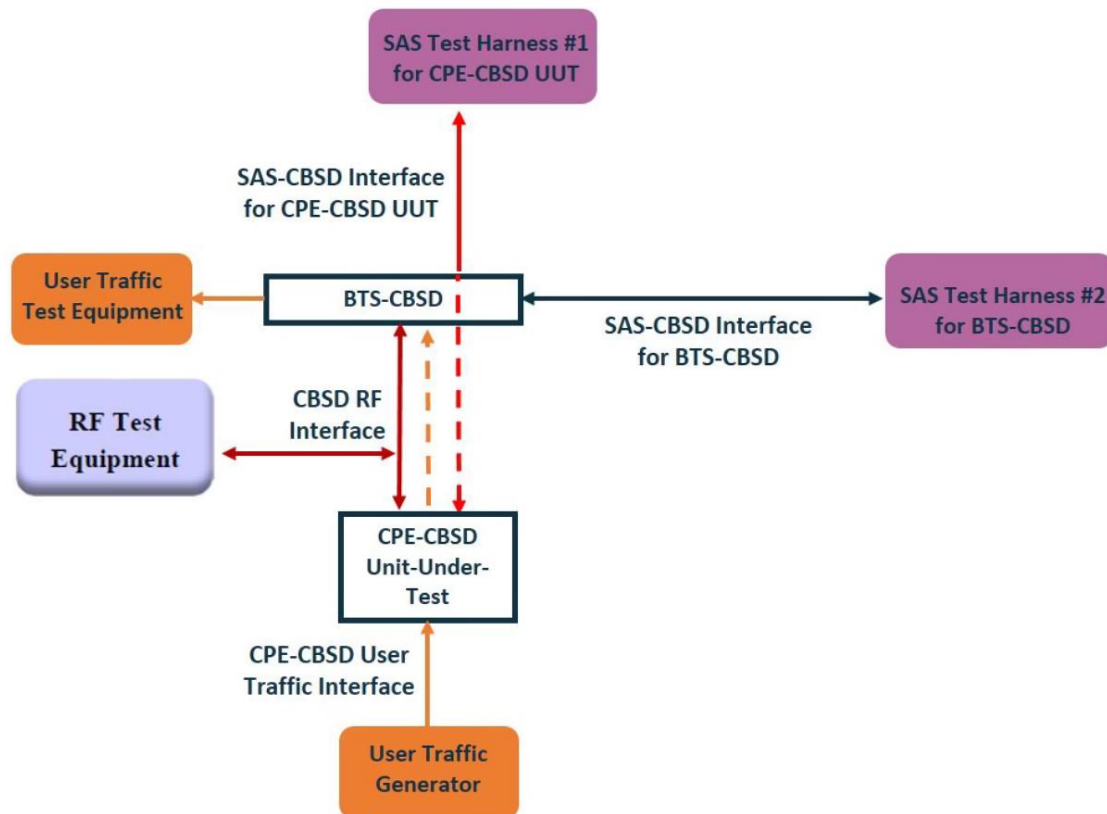 SAS Test Harness #1
for CPE-CBSD UUT
SAS-CBSD Interface
for CPE-CBSD UUT
User Traffic
Test Equipment
BTS-CBSD
SAS Test Harness #2
for BTS-CBSD
SAS-CBSD Interface
for BTS-CBSD
CBSD RF
Interface
RF Test
Equipment
CPE-CBSD
Unit-Under-
Test
CPE-CBSD User
Traffic Interface
User Traffic
Generator